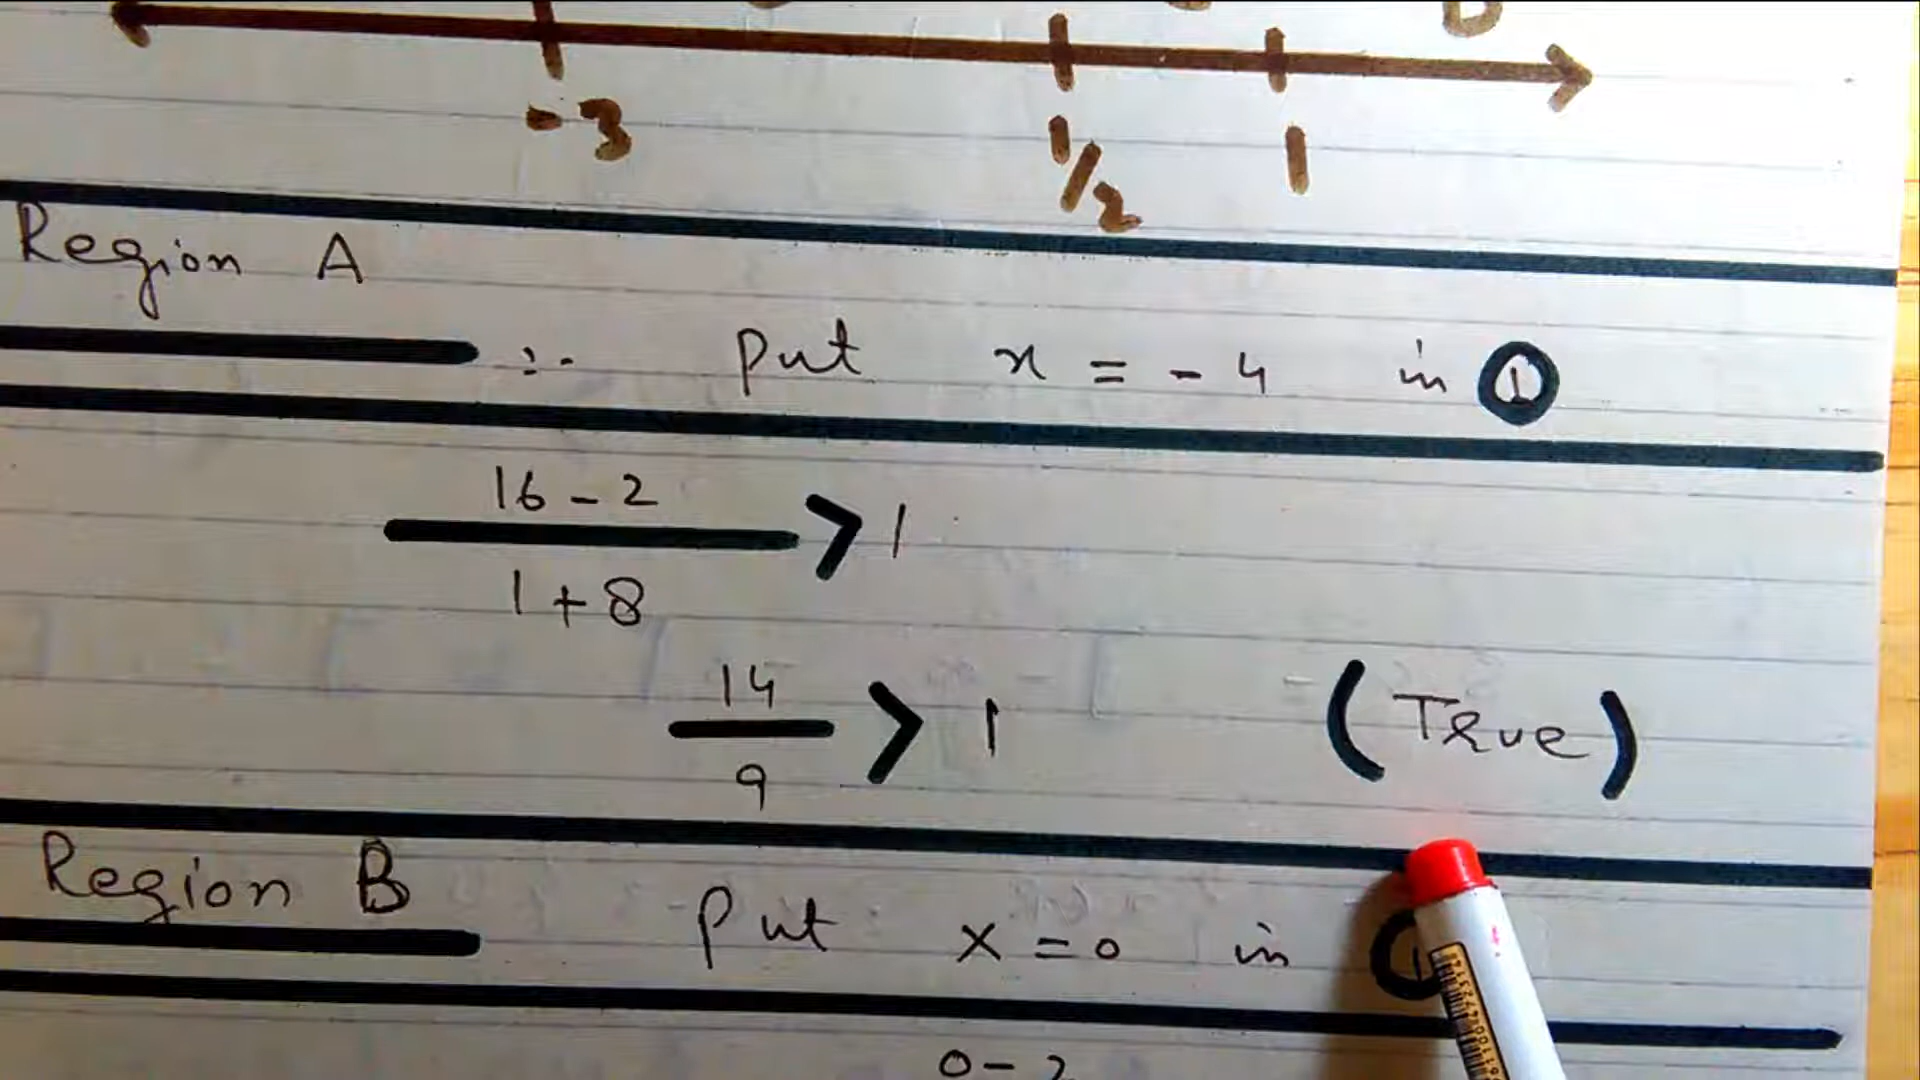 -3 1/2 1
Region A
:- Put x = -4 in ①
16 - 2
> 1
1 + 8
14
> 1 (True)
9
Region B
Put x = 0 in ①
0 - 2